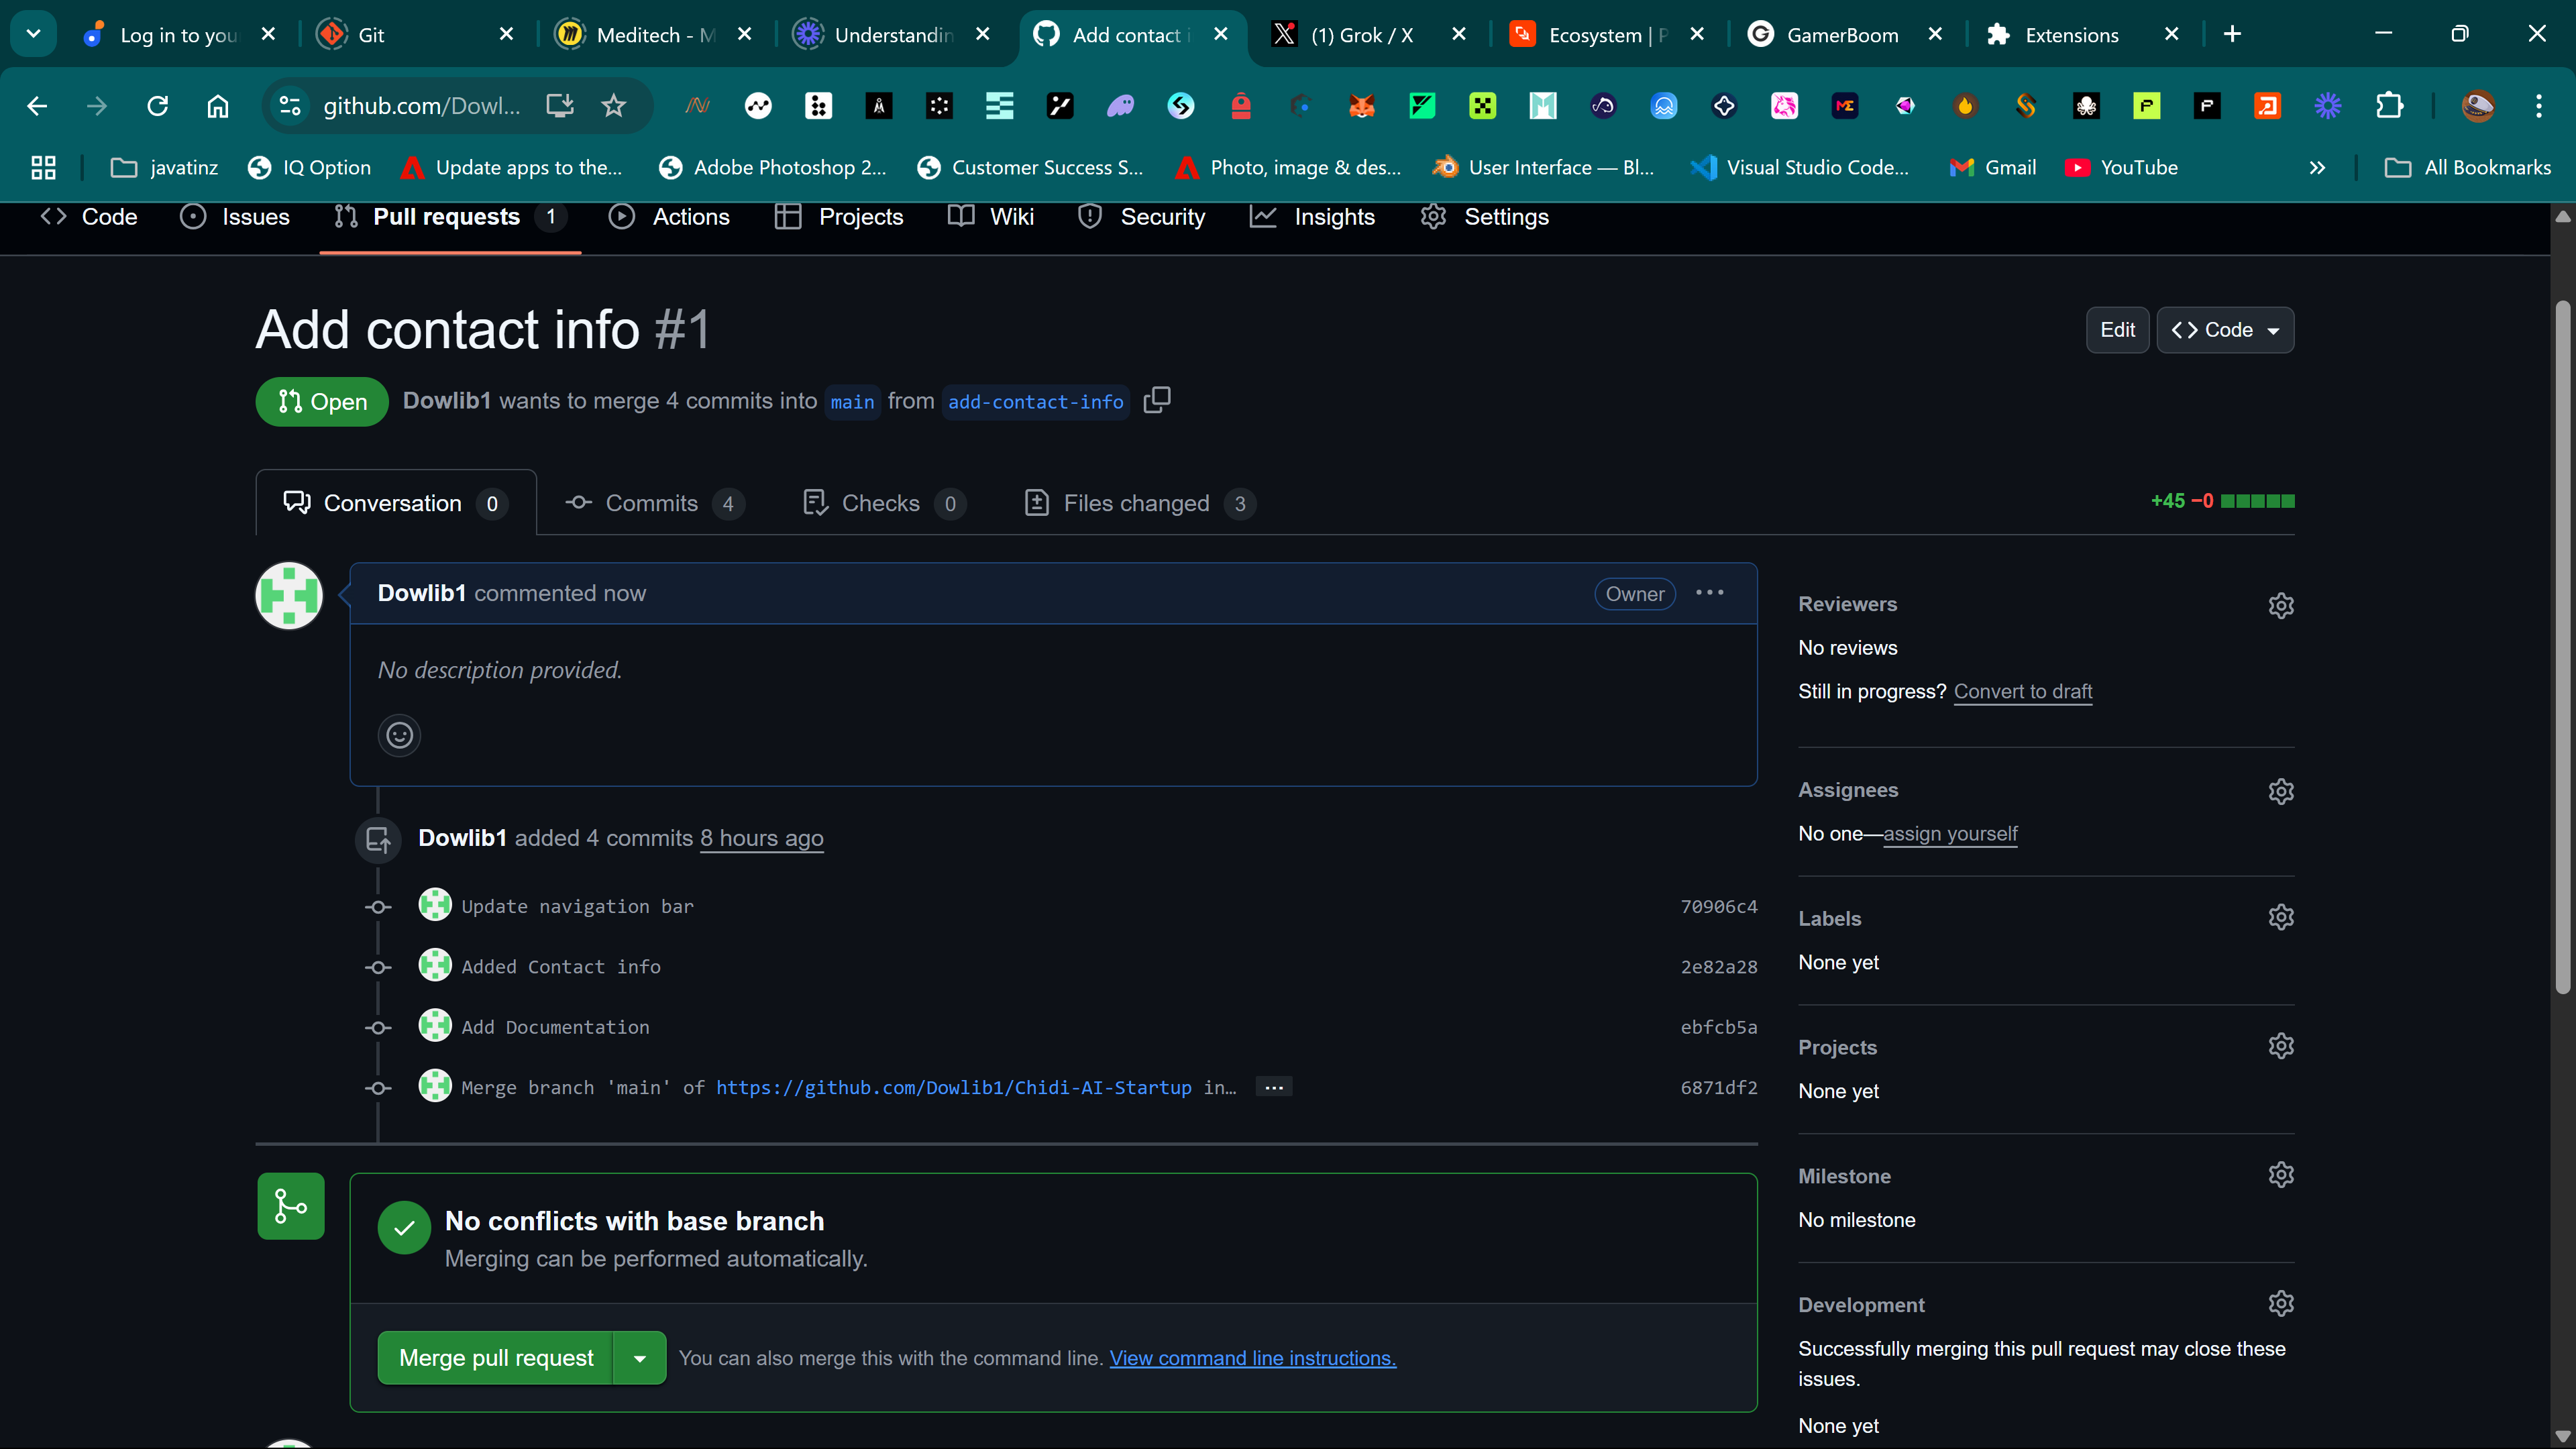 Log in to you
Git
Meditech - M
Understandin
Add contact i
(1) Grok / X
Ecosystem | P
GamerBoom
Extensions
github.com/Dowl...
javatinz
IQ Option
Update apps to the...
Adobe Photoshop 2...
Customer Success S...
Photo, image & des...
User Interface — Bl...
Visual Studio Code...
Gmail
YouTube
All Bookmarks
Code
Issues
Pull requests 1
Actions
Projects
Wiki
Security
Insights
Settings
Add contact info #1
Edit
Code
Open
Dowlib1 wants to merge 4 commits into main from add-contact-info
Conversation 0
Commits 4
Checks 0
Files changed 3
+45 −0
Dowlib1 commented now
Owner
No description provided.
Dowlib1 added 4 commits 8 hours ago
Update navigation bar 70906c4
Added Contact info 2e82a28
Add Documentation ebfcb5a
Merge branch 'main' of https://github.com/Dowlib1/Chidi-AI-Startup in… 6871df2
No conflicts with base branch
Merging can be performed automatically.
Merge pull request
You can also merge this with the command line. View command line instructions.
Reviewers
No reviews
Still in progress? Convert to draft
Assignees
No one—assign yourself
Labels
None yet
Projects
None yet
Milestone
No milestone
Development
Successfully merging this pull request may close these
issues.
None yet